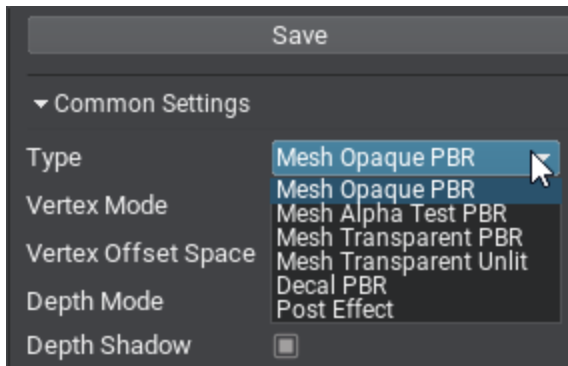 Save
Common Settings
Type Mesh Opaque PBR
Mesh Opaque PBR
Vertex Mode Mesh Alpha Test PBR
Mesh Transparent PBR
Vertex Offset Space Mesh Transparent Unlit
Decal PBR
Depth Mode Post Effect
Depth Shadow